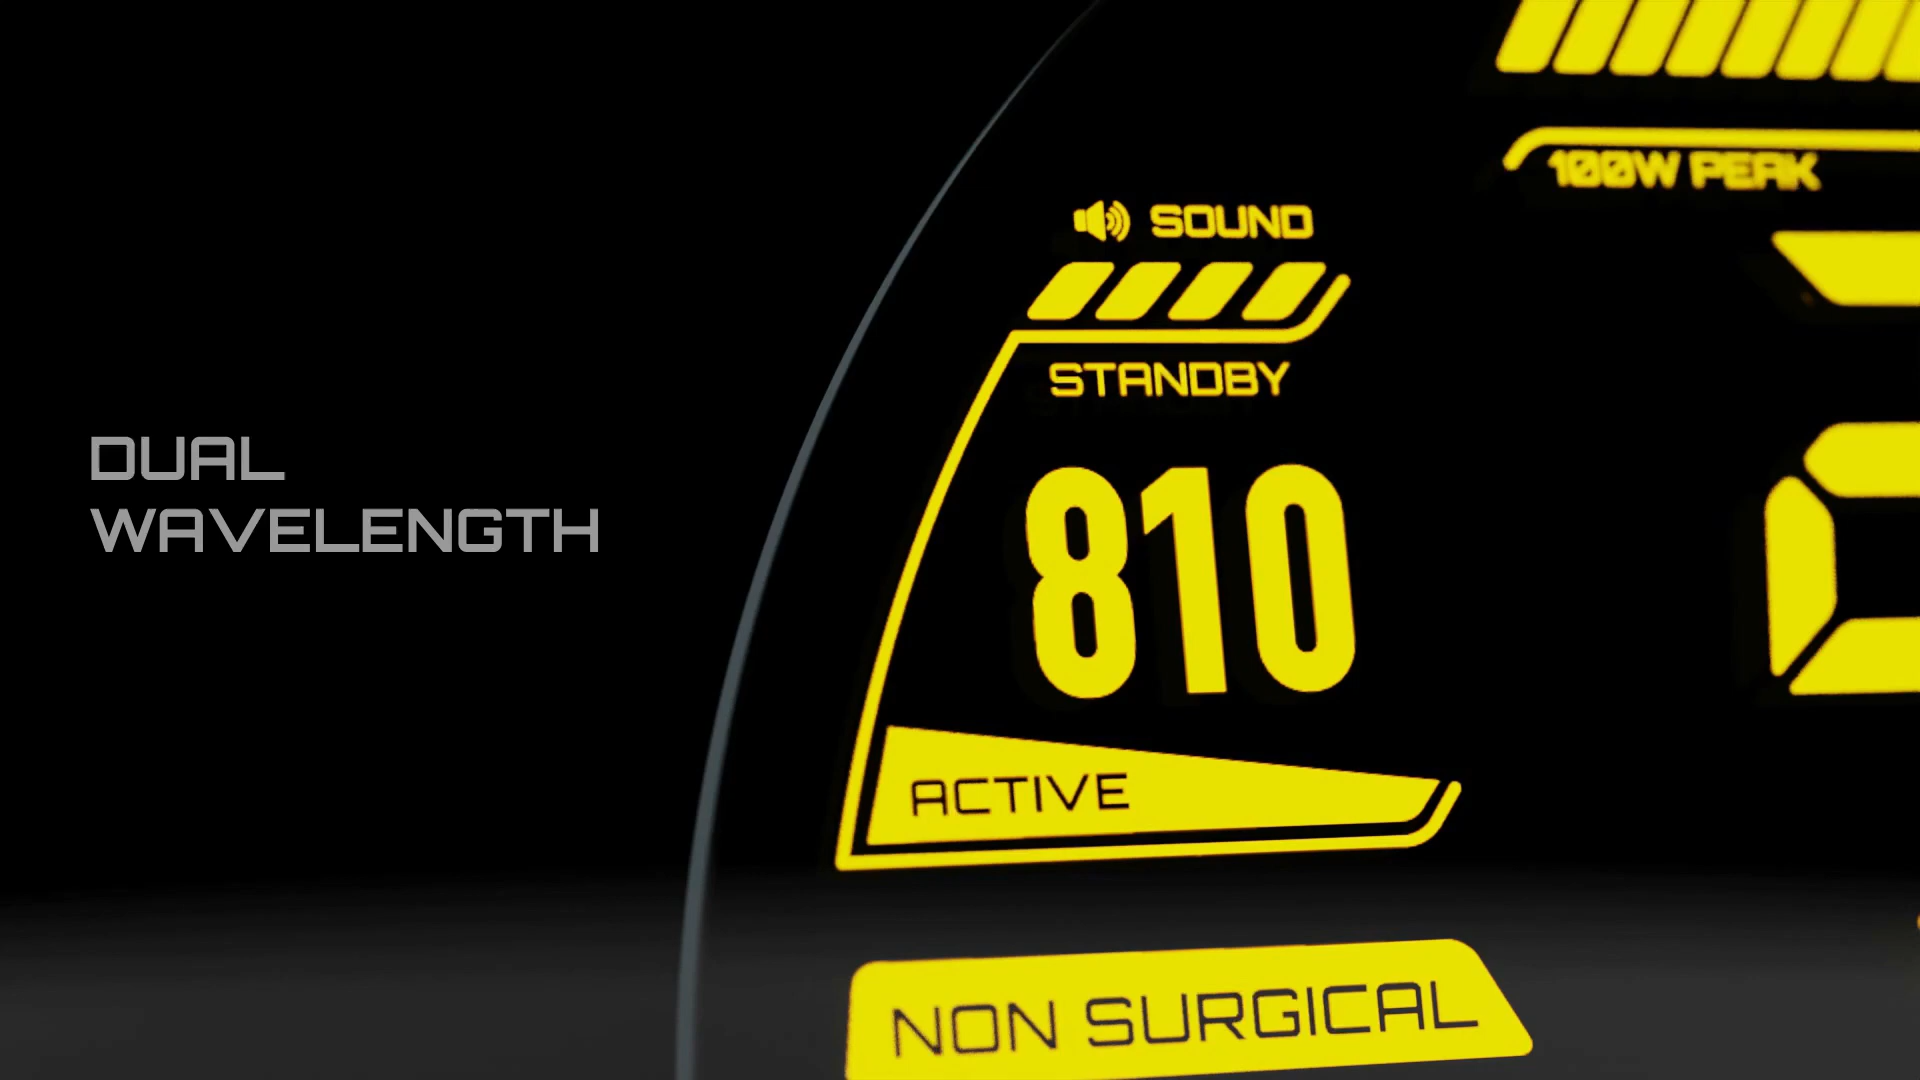 DUAL
WAVELENGTH
100W PEAK
SOUND
STANDBY
810
ACTIVE
NON SURGICAL